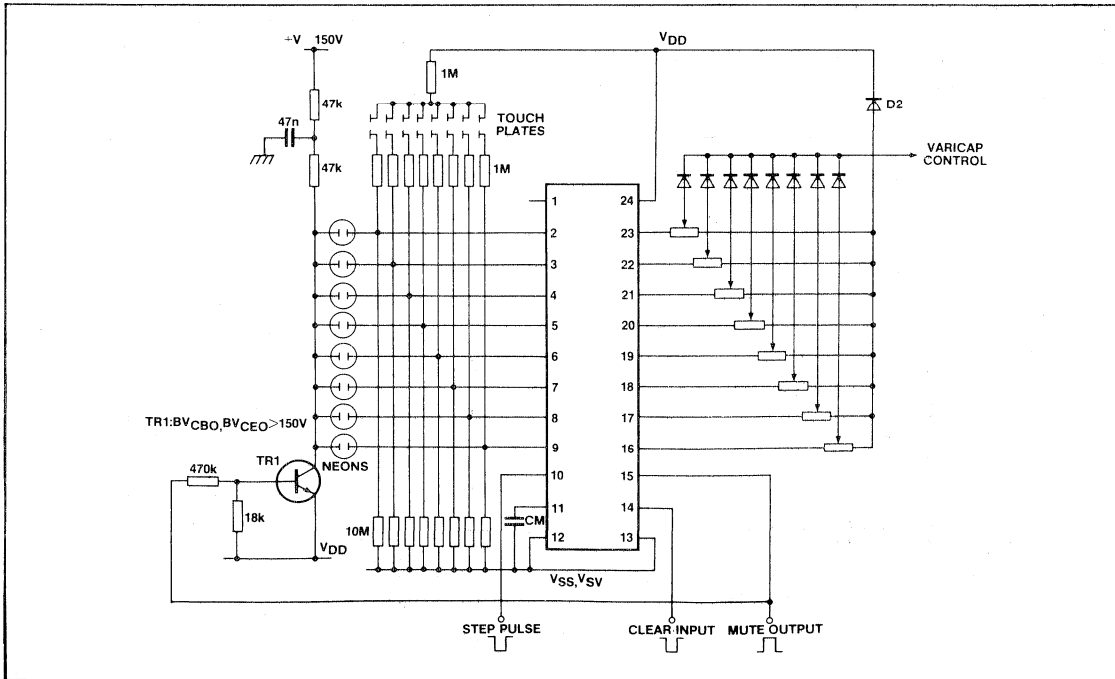 +V 150V
VDD
1M
47k
D2
47n
TOUCH
PLATES
VARICAP
CONTROL
47k
1M
1
24
2
23
3
22
4
21
5
20
6
19
7
18
8
17
TR1:BVCBO,BVCEO>150V
9
16
TR1
NEONS
470k
10
15
18k
11
14
CM
10M
12
13
VDD
VSS,VSV
STEP PULSE
CLEAR INPUT
MUTE OUTPUT